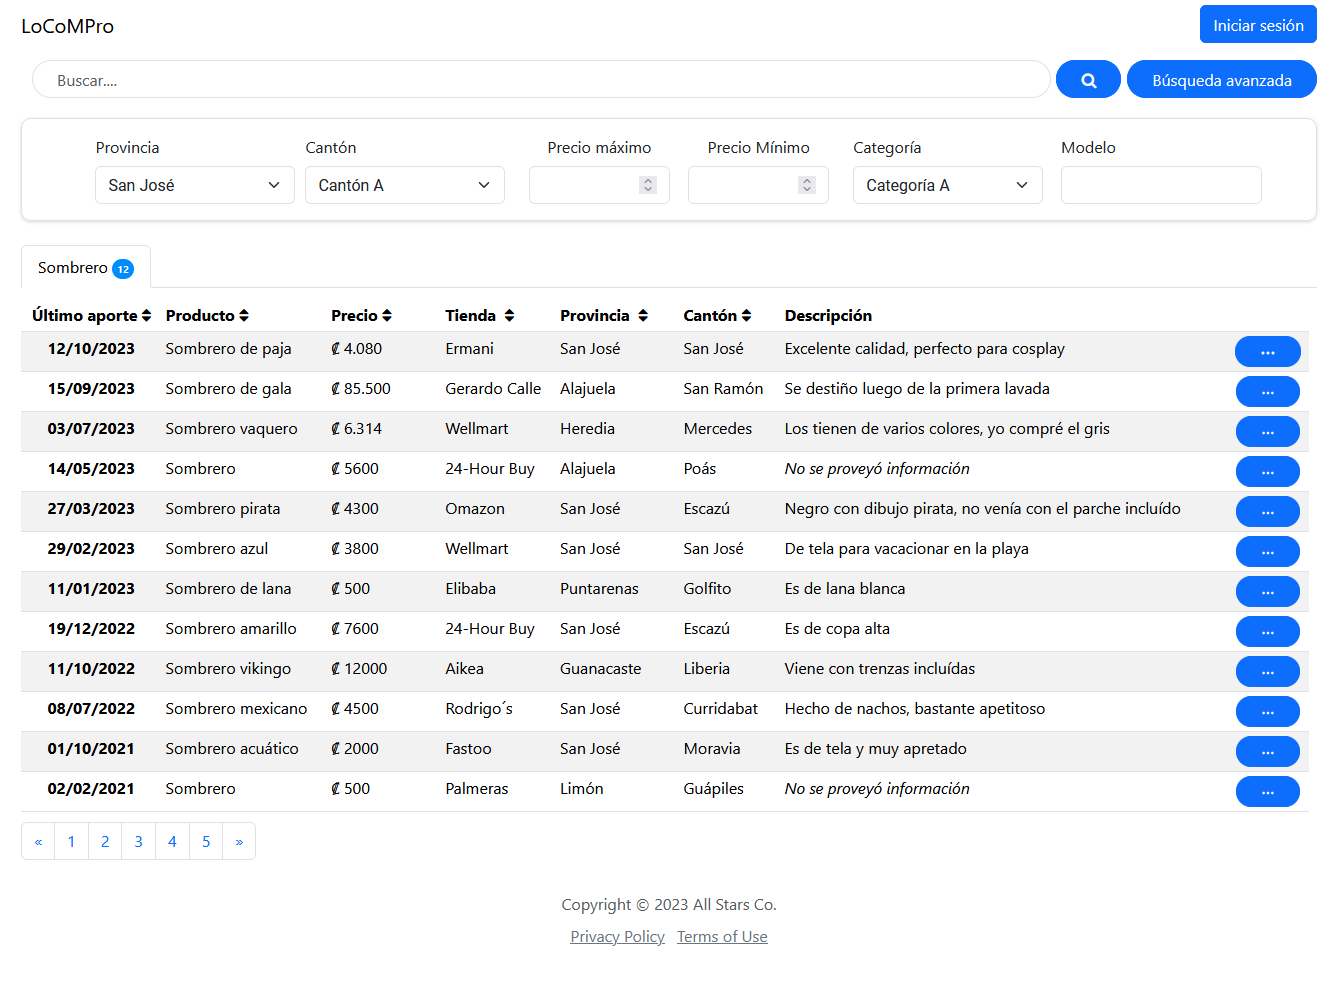 LoCoMPro
Iniciar sesión
Buscar....
Búsqueda avanzada
Provincia Cantón Precio máximo Precio Mínimo Categoría Modelo
San José Cantón A Categoría A
Sombrero 12
Último aporte Producto Precio Tienda Provincia Cantón Descripción
12/10/2023 Sombrero de paja ₡ 4.080 Ermani San José San José Excelente calidad, perfecto para cosplay ...
15/09/2023 Sombrero de gala ₡ 85.500 Gerardo Calle Alajuela San Ramón Se destiño luego de la primera lavada ...
03/07/2023 Sombrero vaquero ₡ 6.314 Wellmart Heredia Mercedes Los tienen de varios colores, yo compré el gris ...
14/05/2023 Sombrero ₡ 5600 24-Hour Buy Alajuela Poás No se proveyó información ...
27/03/2023 Sombrero pirata ₡ 4300 Omazon San José Escazú Negro con dibujo pirata, no venía con el parche incluído ...
29/02/2023 Sombrero azul ₡ 3800 Wellmart San José San José De tela para vacacionar en la playa ...
11/01/2023 Sombrero de lana ₡ 500 Elibaba Puntarenas Golfito Es de lana blanca ...
19/12/2022 Sombrero amarillo ₡ 7600 24-Hour Buy San José Escazú Es de copa alta ...
11/10/2022 Sombrero vikingo ₡ 12000 Aikea Guanacaste Liberia Viene con trenzas incluídas ...
08/07/2022 Sombrero mexicano ₡ 4500 Rodrigo´s San José Curridabat Hecho de nachos, bastante apetitoso ...
01/10/2021 Sombrero acuático ₡ 2000 Fastoo San José Moravia Es de tela y muy apretado ...
02/02/2021 Sombrero ₡ 500 Palmeras Limón Guápiles No se proveyó información ...
« 1 2 3 4 5 »
Copyright © 2023 All Stars Co.
Privacy Policy Terms of Use